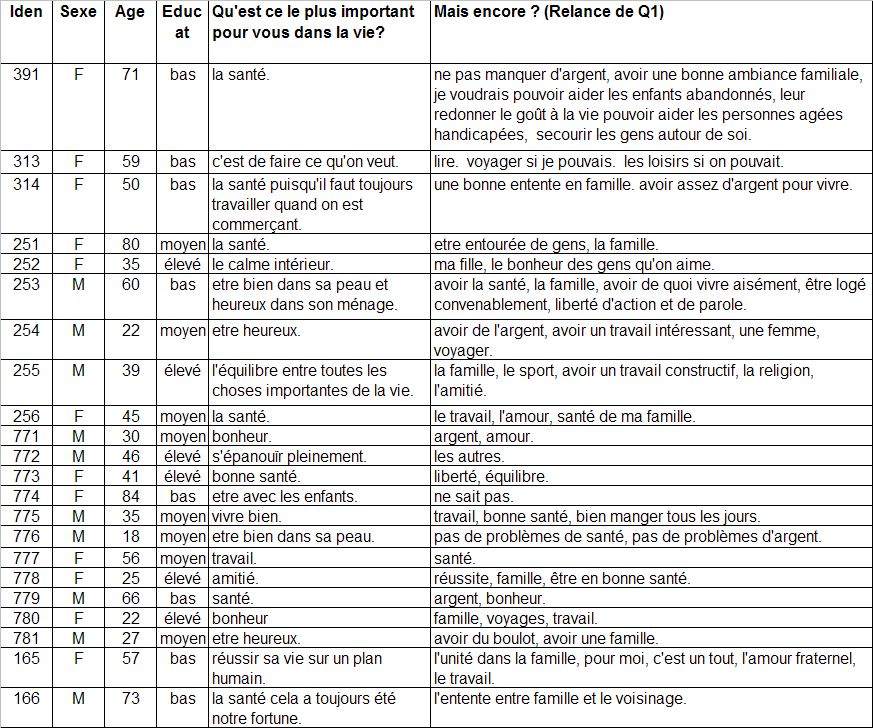 Iden Sexe Age Educ Qu'est ce le plus important Mais encore ? (Relance de Q1)
at pour vous dans la vie?
391 F 71 bas la santé. ne pas manquer d'argent, avoir une bonne ambiance familiale,
je voudrais pouvoir aider les enfants abandonnés, leur
redonner le goût à la vie pouvoir aider les personnes agées
handicapées, secourir les gens autour de soi.
313 F 59 bas c'est de faire ce qu'on veut. lire. voyager si je pouvais. les loisirs si on pouvait.
314 F 50 bas la santé puisqu'il faut toujours une bonne entente en famille. avoir assez d'argent pour vivre.
travailler quand on est
commerçant.
251 F 80 moyen la santé. etre entourée de gens, la famille.
252 F 35 élevé le calme intérieur. ma fille, le bonheur des gens qu'on aime.
253 M 60 bas etre bien dans sa peau et avoir la santé, la famille, avoir de quoi vivre aisément, être logé
heureux dans son ménage. convenablement, liberté d'action et de parole.
254 M 22 moyen etre heureux. avoir de l'argent, avoir un travail intéressant, une femme,
voyager.
255 M 39 élevé l'équilibre entre toutes les la famille, le sport, avoir un travail constructif, la religion,
choses importantes de la vie. l'amitié.
256 F 45 moyen la santé. le travail, l'amour, santé de ma famille.
771 M 30 moyen bonheur. argent, amour.
772 M 46 élevé s'épanouïr pleinement. les autres.
773 F 41 élevé bonne santé. liberté, équilibre.
774 F 84 bas etre avec les enfants. ne sait pas.
775 M 35 moyen vivre bien. travail, bonne santé, bien manger tous les jours.
776 M 18 moyen etre bien dans sa peau. pas de problèmes de santé, pas de problèmes d'argent.
777 F 56 moyen travail. santé.
778 F 25 élevé amitié. réussite, famille, être en bonne santé.
779 M 66 bas santé. argent, bonheur.
780 F 22 élevé bonheur famille, voyages, travail.
781 M 27 moyen etre heureux. avoir du boulot, avoir une famille.
165 F 57 bas réussir sa vie sur un plan l'unité dans la famille, pour moi, c'est un tout, l'amour fraternel,
humain. le travail.
166 M 73 bas la santé cela a toujours été l'entente entre famille et le voisinage.
notre fortune.